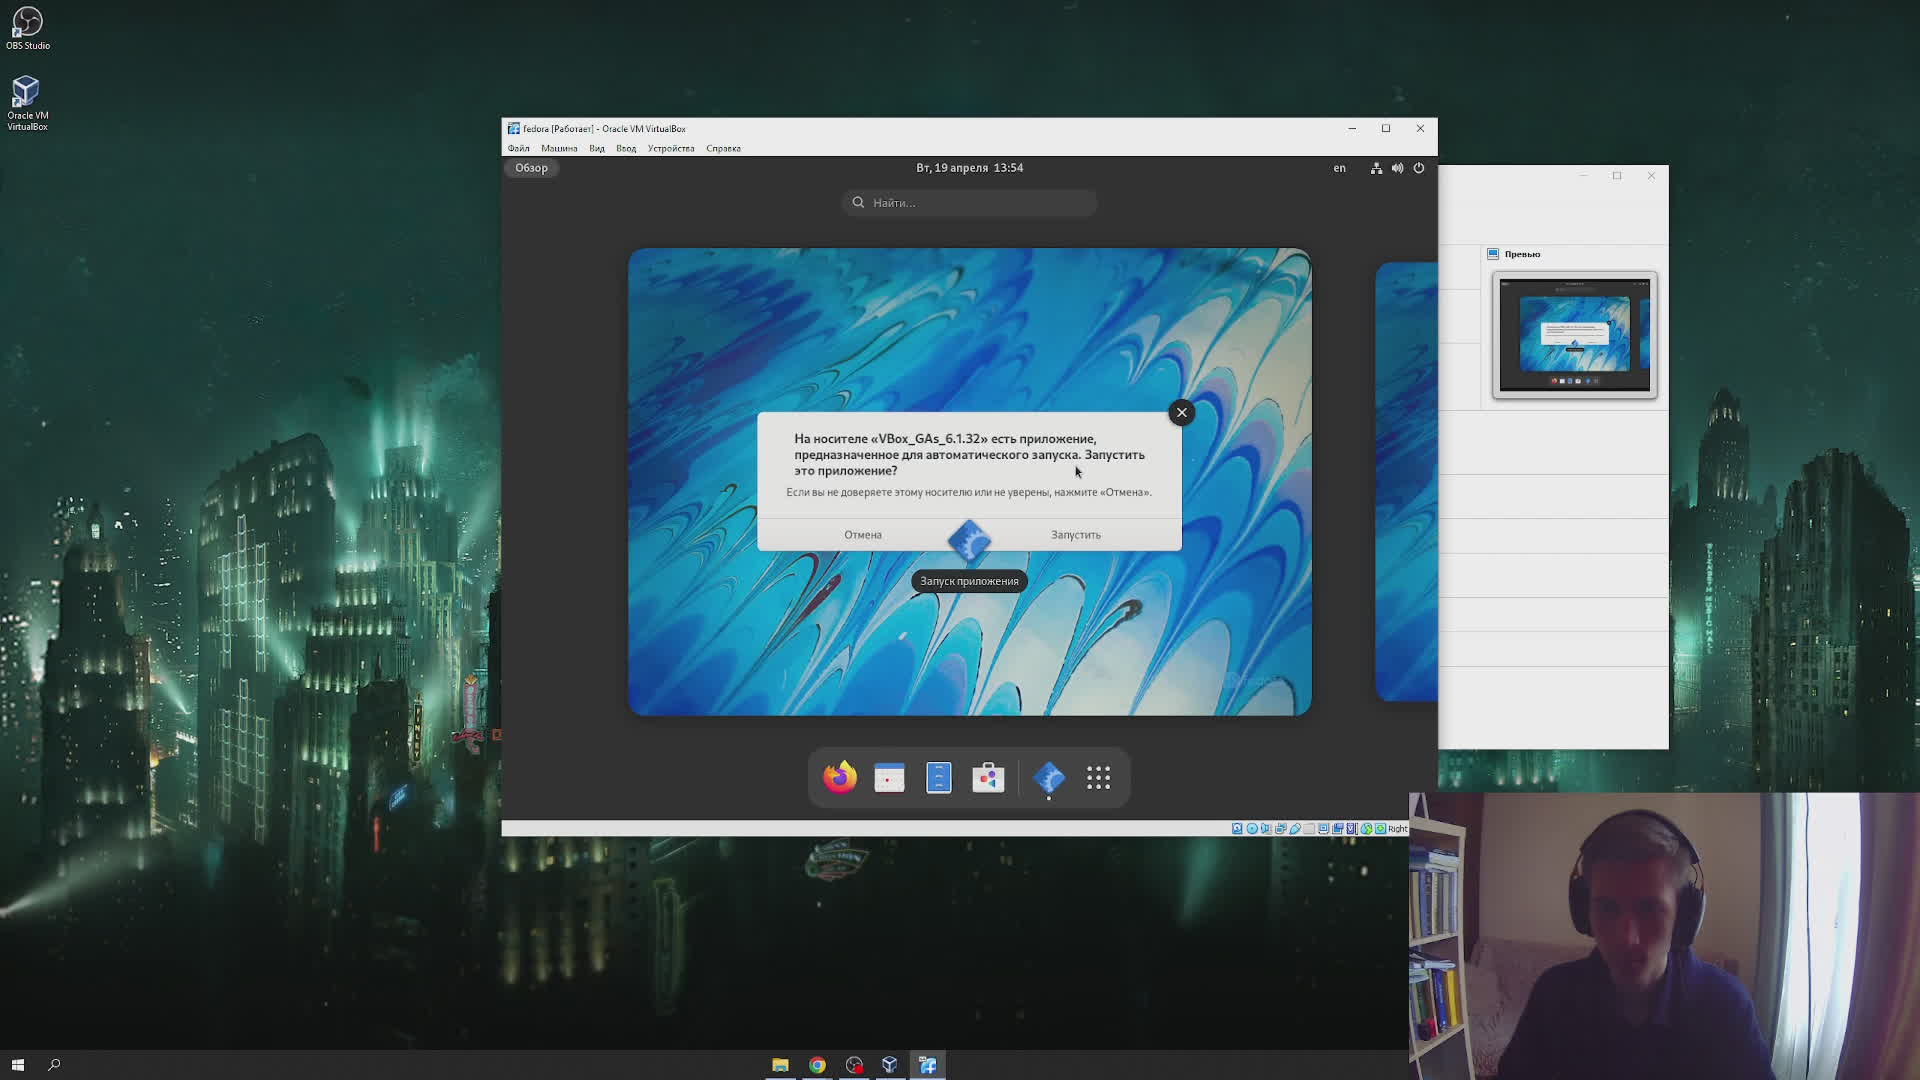 OBS Studio
Oracle VM
VirtualBox
fedora [Работает] - Oracle VM VirtualBox
Файл Машина Вид Ввод Устройства Справка
Обзор
Вт, 19 апреля 13:54
en
Найти...
Превью
На носителе «VBox_GAs_6.1.32» есть приложение,
предназначенное для автоматического запуска. Запустить
это приложение?
Если вы не доверяете этому носителю или не уверены, нажмите «Отмена».
Отмена
Запустить
Запуск приложения
fedora
FINLEY
Right